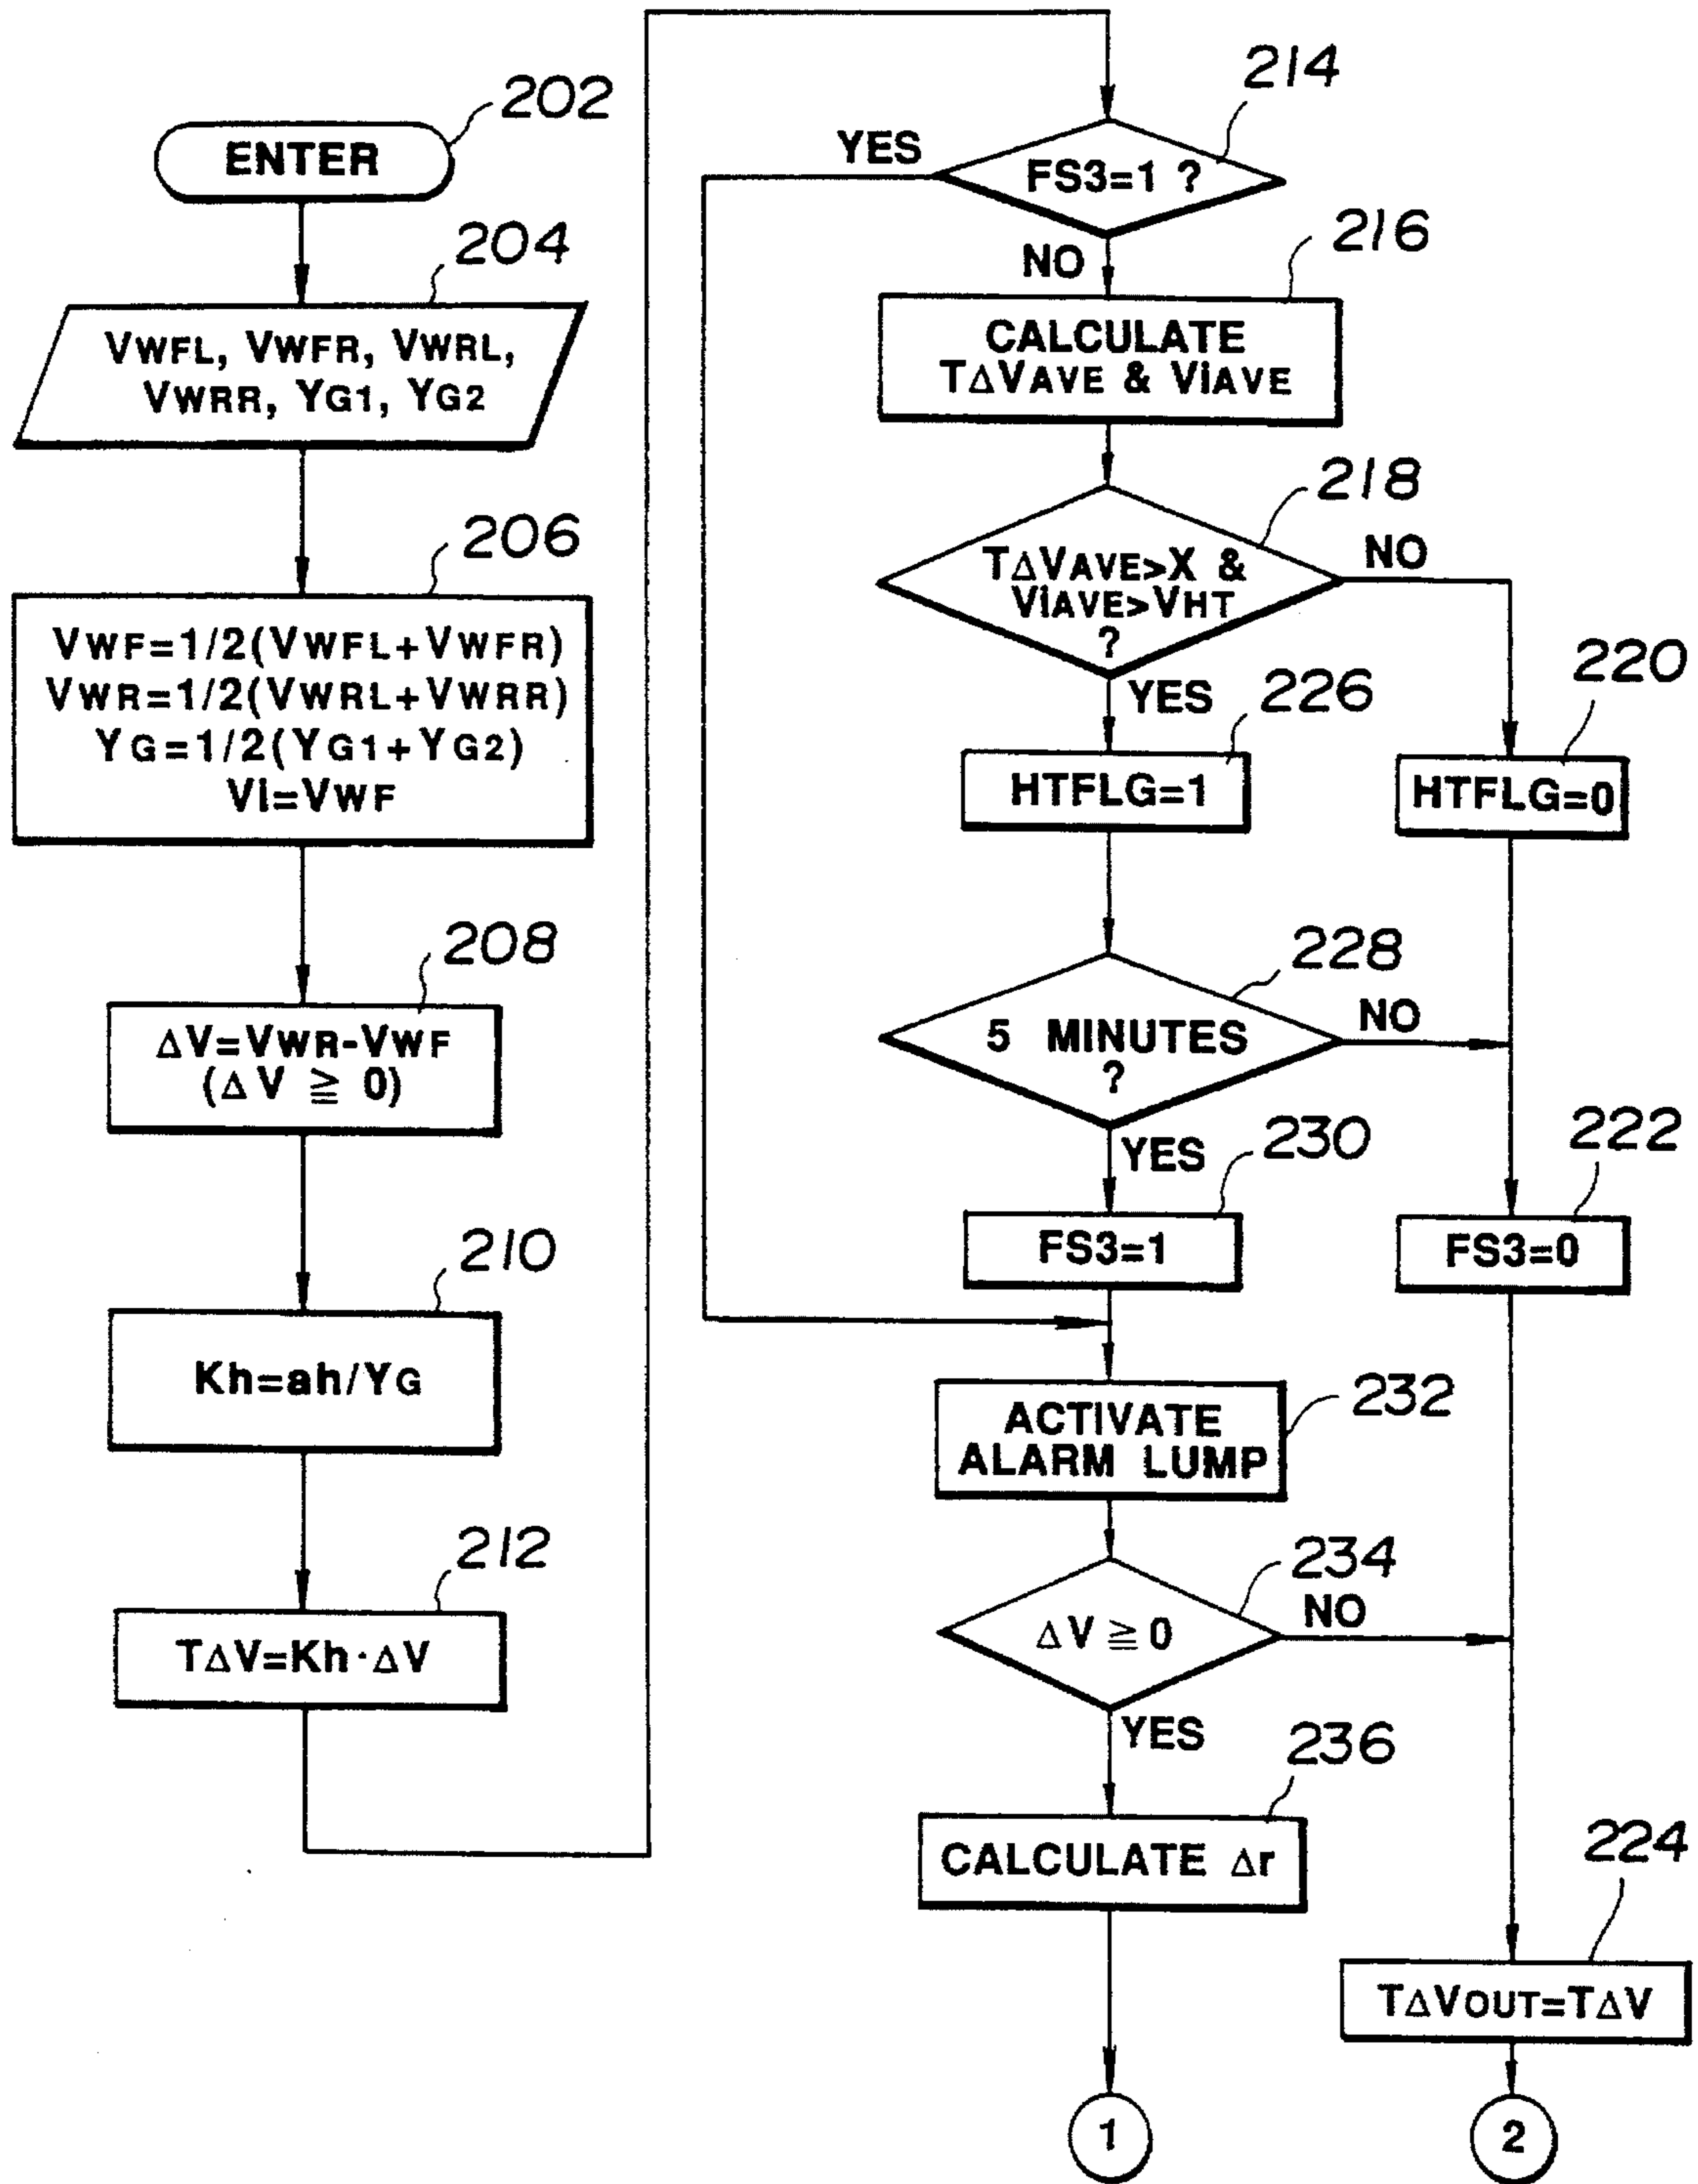 202
ENTER
204
VWFL, VWFR, VWRL,
VWRR, YG1, YG2
206
VWF=1/2(VWFL+VWFR)
VWR=1/2(VWRL+VWRR)
YG=1/2(YG1+YG2)
Vi=VWF
208
ΔV=VWR-VWF
(ΔV ≧ 0)
210
Kh=ah/YG
212
TΔV=Kh·ΔV
214
FS3=1 ?
YES
NO
216
CALCULATE
TΔVAVE & ViAVE
218
TΔVAVE>X &
ViAVE>VHT
?
NO
YES
220
HTFLG=0
226
HTFLG=1
228
5 MINUTES
?
NO
YES
222
FS3=0
230
FS3=1
232
ACTIVATE
ALARM LUMP
234
ΔV ≧ 0
NO
YES
236
CALCULATE Δr
224
TΔVOUT=TΔV
1
2